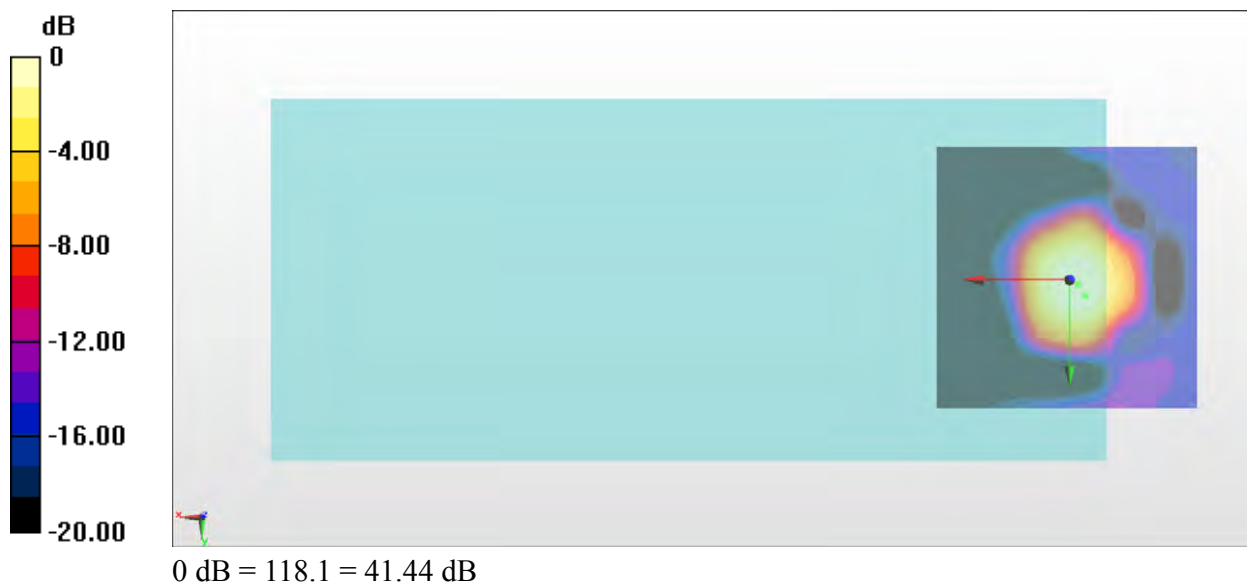 dB
0
-4.00
-8.00
-12.00
-16.00
-20.00
x
z
y
0 dB = 118.1 = 41.44 dB